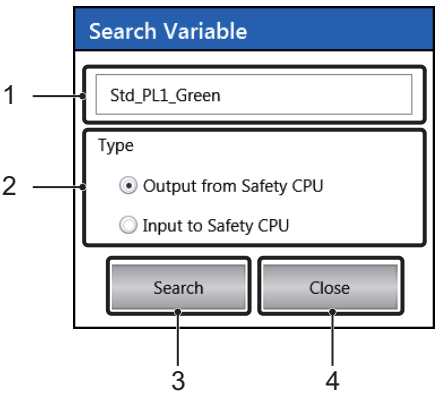 Search Variable
1
Std_PL1_Green
Type
2
Output from Safety CPU
Input to Safety CPU
Search
Close
3
4